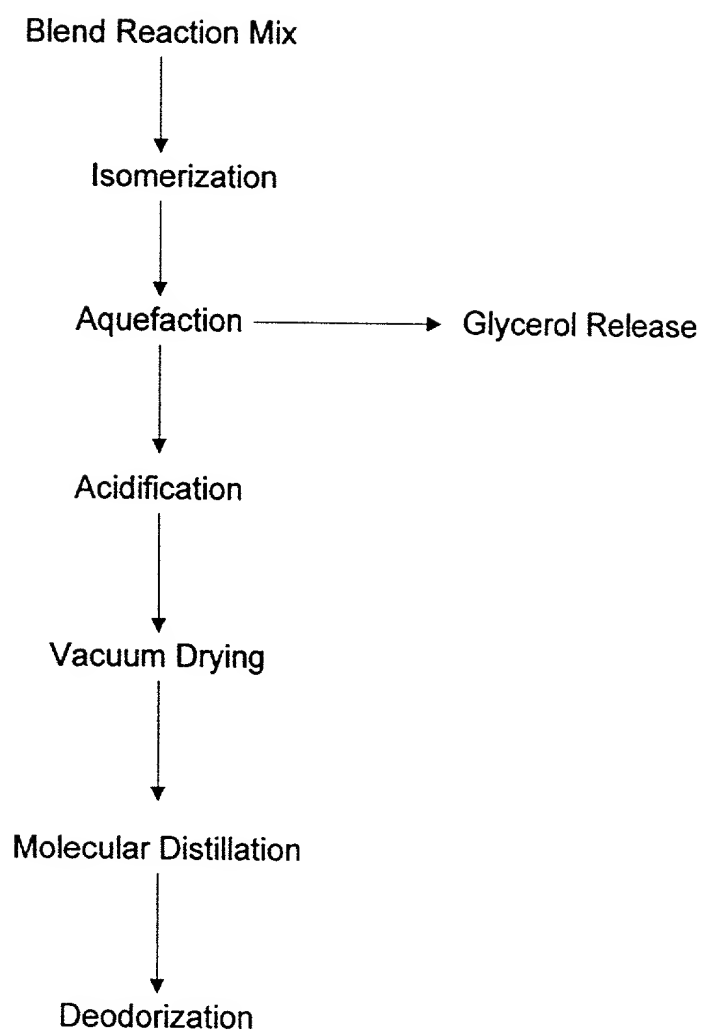 Blend Reaction Mix
Isomerization
Aquefaction
Glycerol Release
Acidification
Vacuum Drying
Molecular Distillation
Deodorization